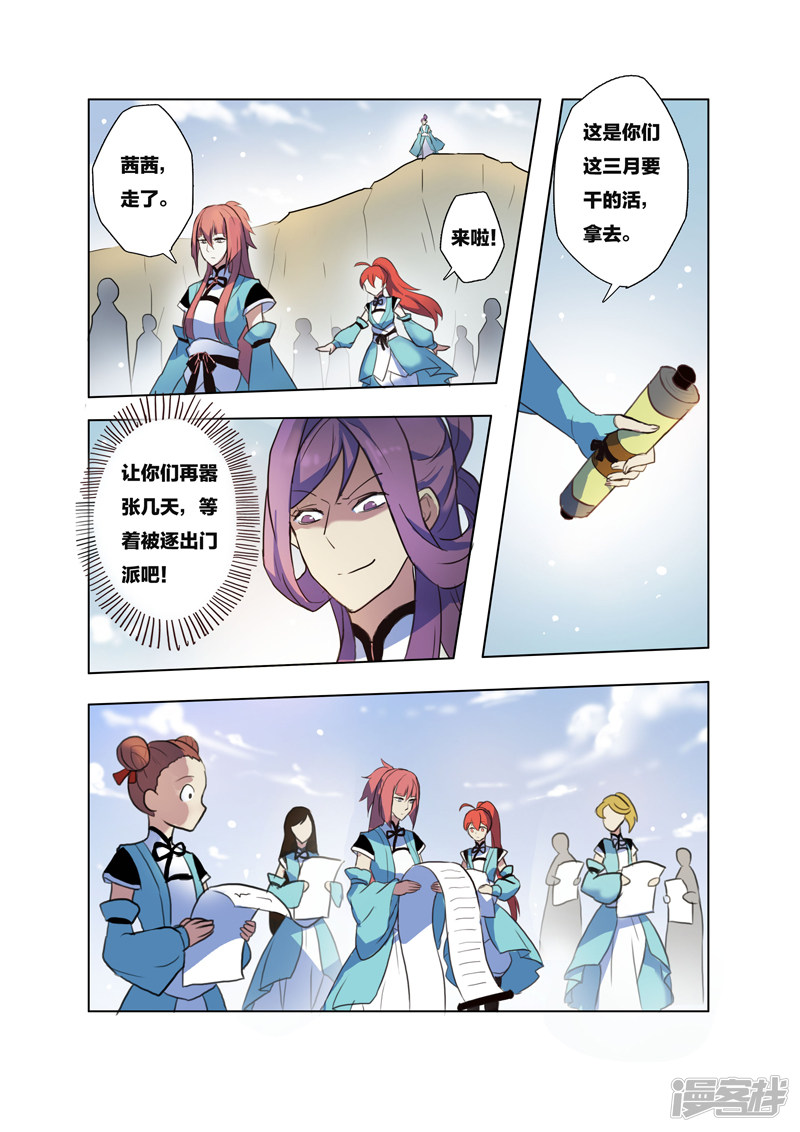 茜茜，
走了。
来啦！
这是你们
这三月要
干的活，
拿去。
让你们再嚣
张几天，等
着被逐出门
派吧！
漫客栈